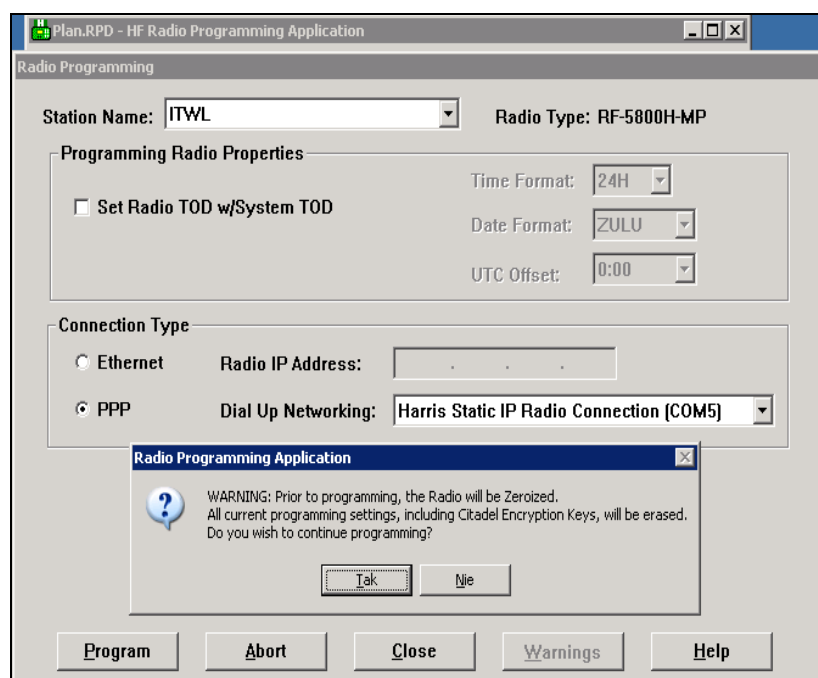 Plan.RPD - HF Radio Programming Application
Radio Programming
Station Name: ITWL Radio Type: RF-5800H-MP
Programming Radio Properties
Set Radio TOD w/System TOD
Time Format: 24H
Date Format: ZULU
UTC Offset: 0:00
Connection Type
Ethernet Radio IP Address: . . .
PPP Dial Up Networking: Harris Static IP Radio Connection (COM5)
Radio Programming Application
WARNING: Prior to programming, the Radio will be Zeroized.
All current programming settings, including Citadel Encryption Keys, will be erased.
Do you wish to continue programming?
Tak Nie
Program Abort Close Warnings Help